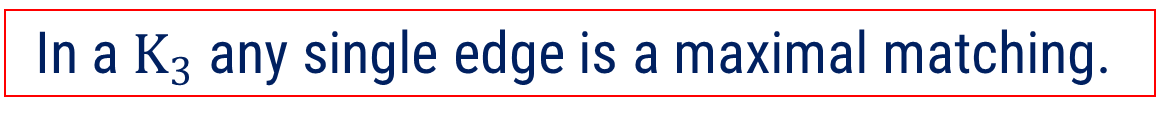 In a K₃ any single edge is a maximal matching.